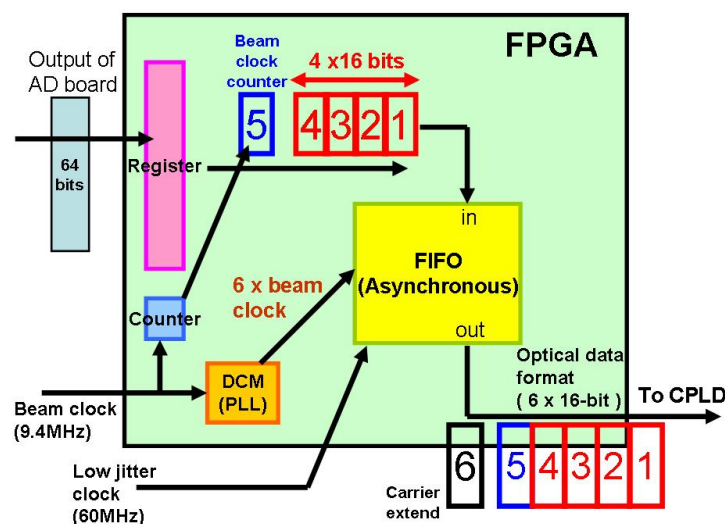 Output of
AD board
64
bits
Register
Beam
clock
counter
5
4 x16 bits
4 3 2 1
FPGA
in
FIFO
(Asynchronous)
out
6 x beam
clock
Counter
DCM
(PLL)
Beam clock
(9.4MHz)
Low jitter
clock
(60MHz)
Optical data
format
( 6 x 16-bit )
To CPLD
Carrier
extend
6 5 4 3 2 1